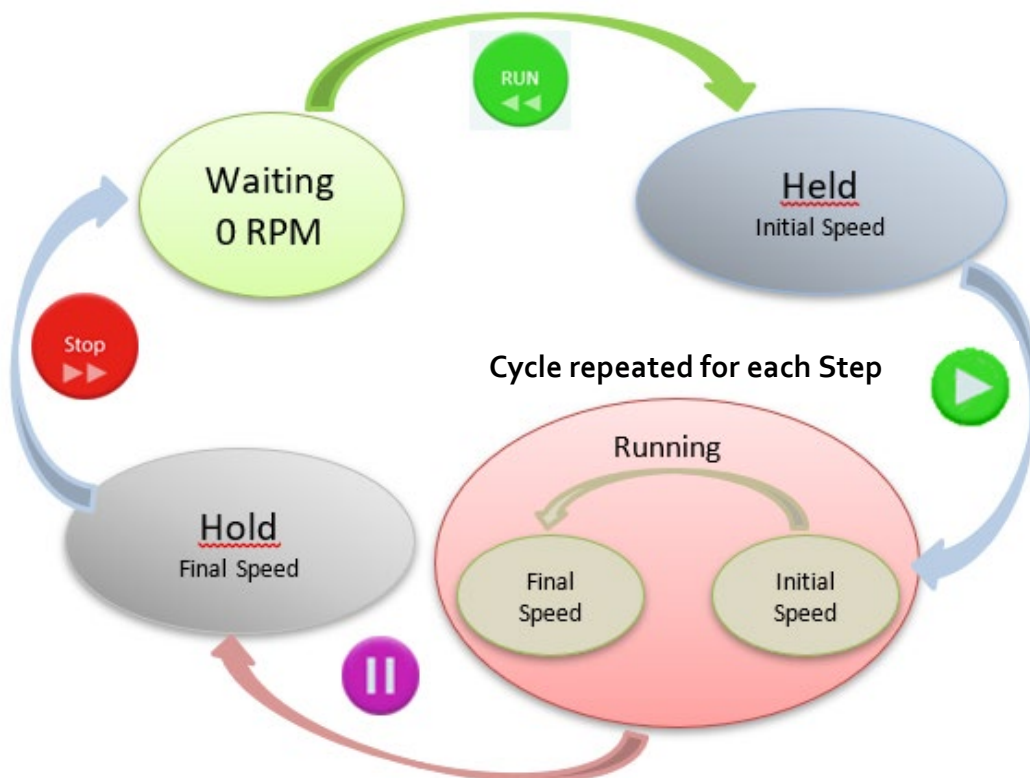 RUN
Waiting
0 RPM
Held
Initial Speed
Stop
Cycle repeated for each Step
Running
Hold
Final Speed
Final
Speed
Initial
Speed